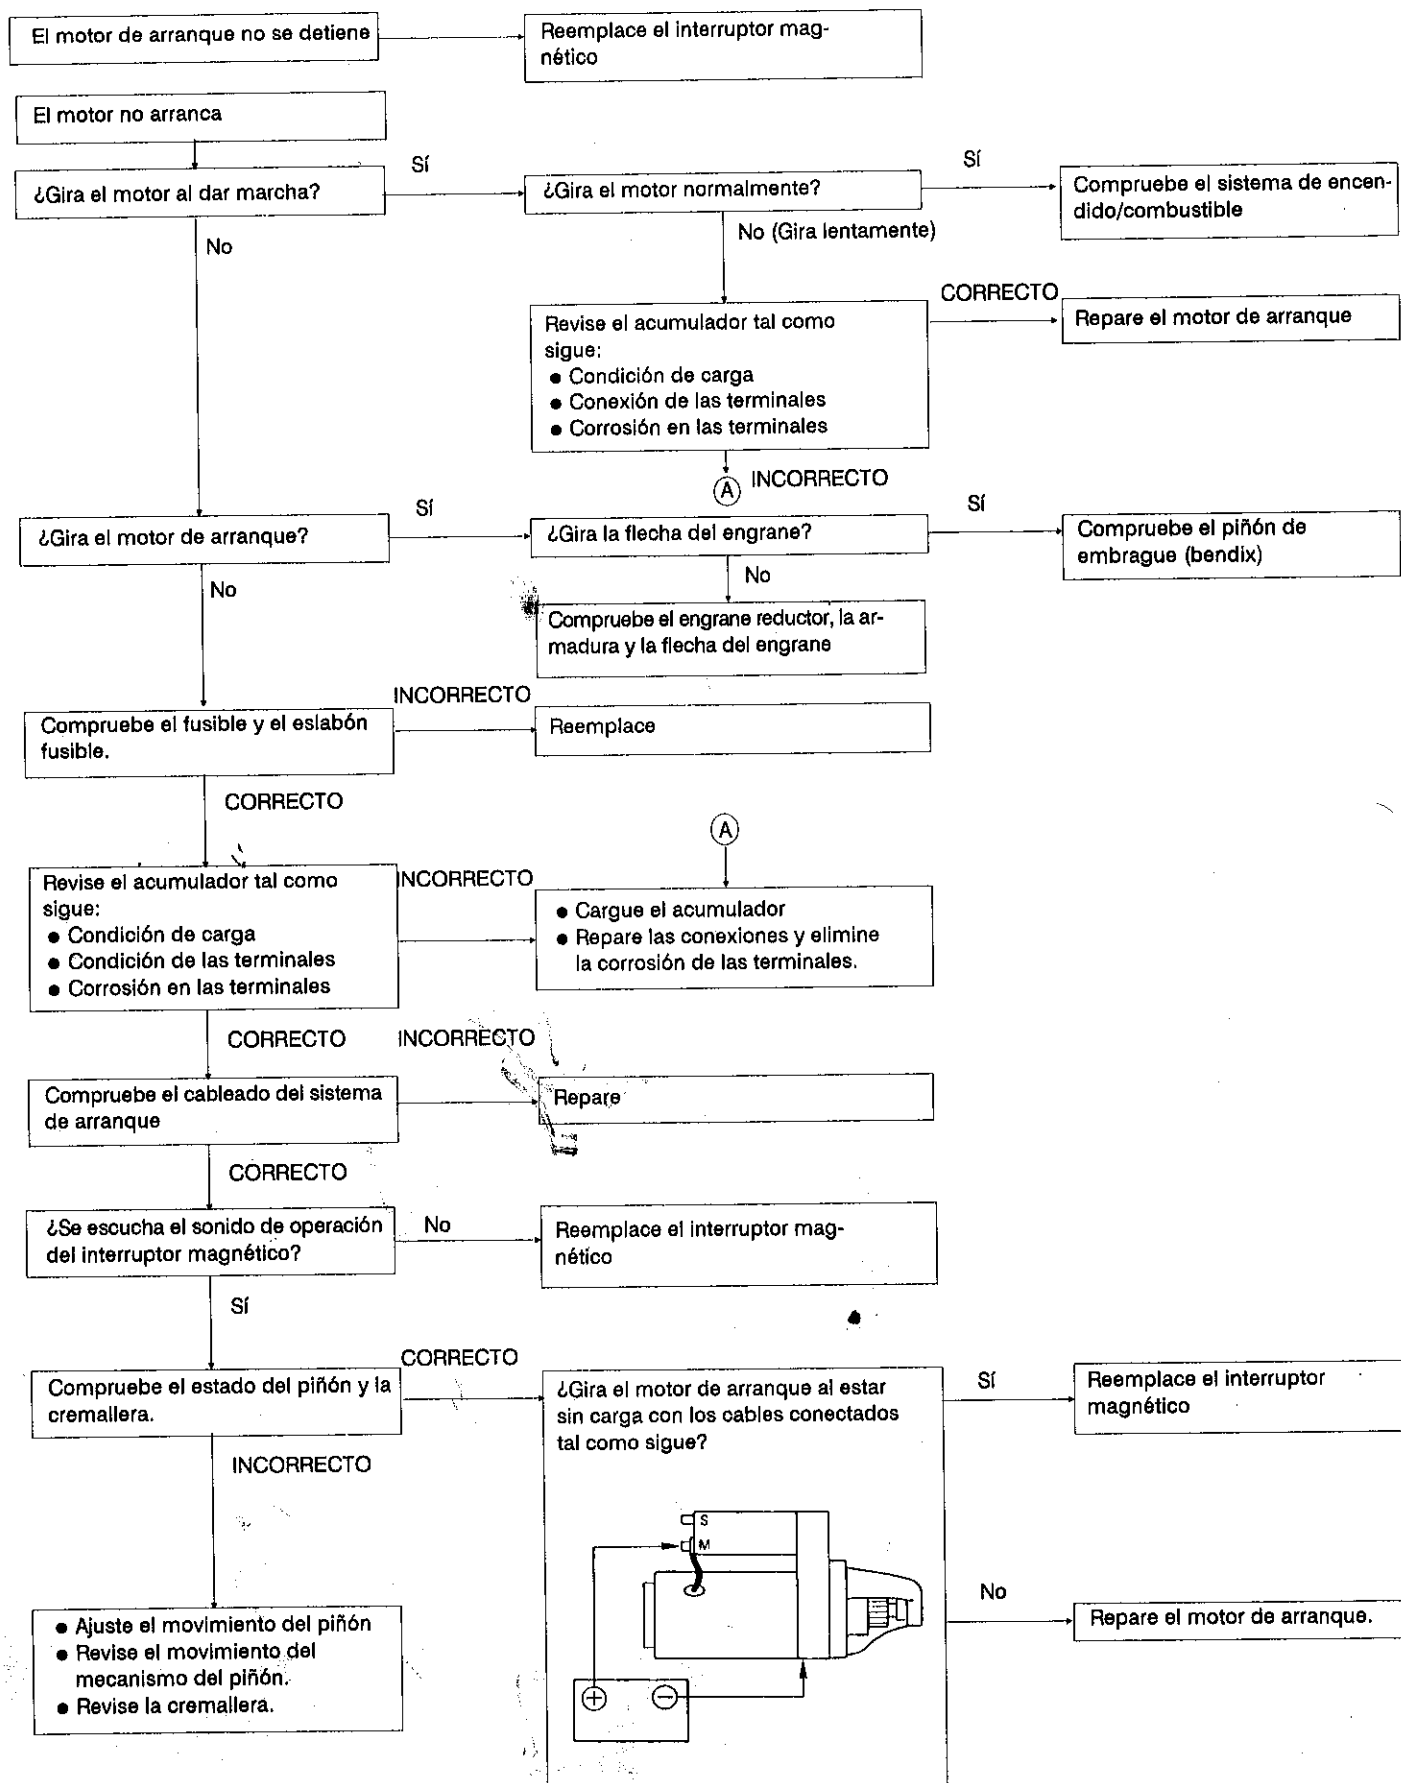 El motor de arranque no se detiene
Reemplace el interruptor mag-
nético
El motor no arranca
¿Gira el motor al dar marcha?
Sí
¿Gira el motor normalmente?
Sí
Compruebe el sistema de encen-
dido/combustible
No
No (Gira lentamente)
Revise el acumulador tal como
sigue:
● Condición de carga
● Conexión de las terminales
● Corrosión en las terminales
CORRECTO
Repare el motor de arranque
INCORRECTO
A
¿Gira el motor de arranque?
Sí
¿Gira la flecha del engrane?
Sí
Compruebe el piñón de
embrague (bendix)
No
No
Compruebe el engrane reductor, la ar-
madura y la flecha del engrane
Compruebe el fusible y el eslabón
fusible.
INCORRECTO
Reemplace
CORRECTO
A
Revise el acumulador tal como
sigue:
● Condición de carga
● Condición de las terminales
● Corrosión en las terminales
INCORRECTO
● Cargue el acumulador
● Repare las conexiones y elimine
la corrosión de las terminales.
CORRECTO
INCORRECTO
Compruebe el cableado del sistema
de arranque
Repare
CORRECTO
¿Se escucha el sonido de operación
del interruptor magnético?
No
Reemplace el interruptor mag-
nético
Sí
Compruebe el estado del piñón y la
cremallera.
CORRECTO
¿Gira el motor de arranque al estar
sin carga con los cables conectados
tal como sigue?
Sí
Reemplace el interruptor
magnético
INCORRECTO
S
M
No
Repare el motor de arranque.
● Ajuste el movimiento del piñón
● Revise el movimiento del
mecanismo del piñón.
● Revise la cremallera.
+
−